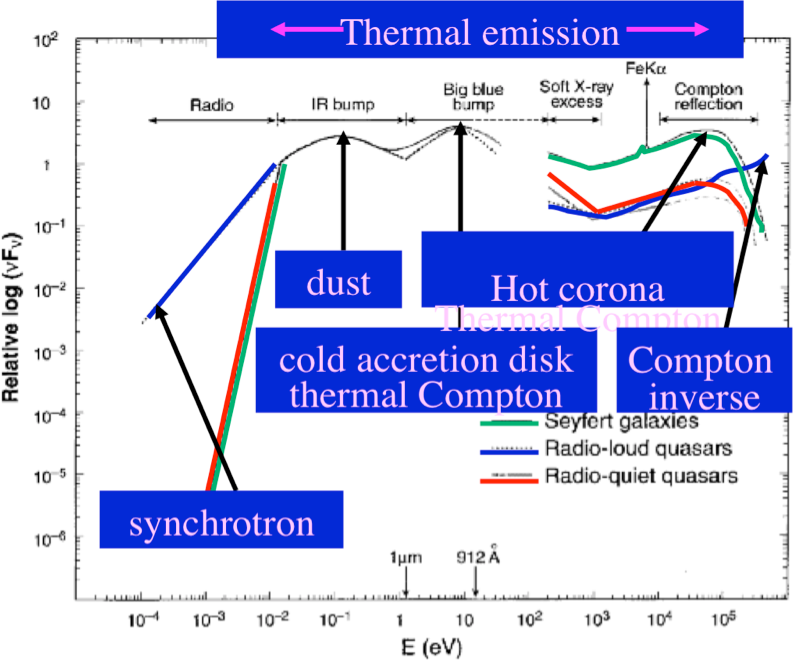 Thermal emission
10²
10
1
10⁻¹
10⁻²
10⁻³
10⁻⁴
10⁻⁵
10⁻⁶
Relative log (νFᵥ)
Radio
IR bump
Big blue
bump
Soft X-ray
excess
FeKα
Compton
reflection
dust
Hot corona
Thermal Compton
cold accretion disk
thermal Compton
Compton
inverse
Seyfert galaxies
Radio-loud quasars
Radio-quiet quasars
synchrotron
1μm
912 Å
10⁻⁴
10⁻³
10⁻²
10⁻¹
1
10
10²
10³
10⁴
10⁵
E (eV)